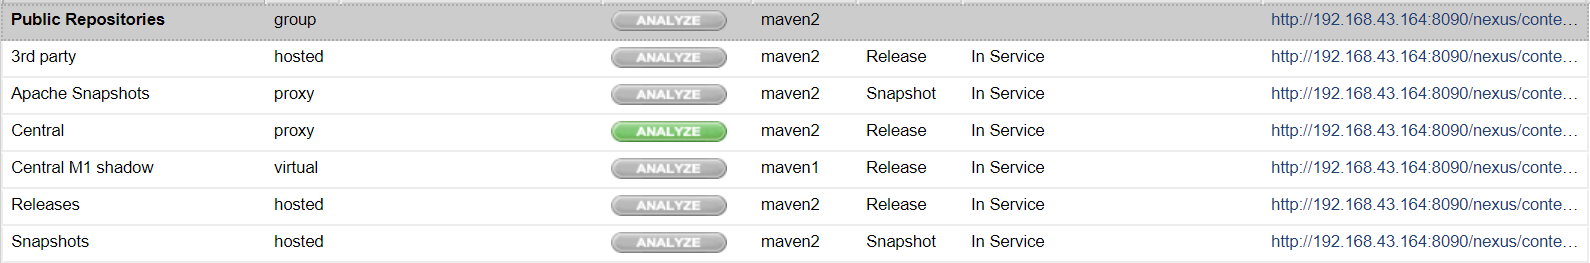 Public Repositories group ANALYZE maven2 http://192.168.43.164:8090/nexus/conte...
3rd party hosted ANALYZE maven2 Release In Service http://192.168.43.164:8090/nexus/conte...
Apache Snapshots proxy ANALYZE maven2 Snapshot In Service http://192.168.43.164:8090/nexus/conte...
Central proxy ANALYZE maven2 Release In Service http://192.168.43.164:8090/nexus/conte...
Central M1 shadow virtual ANALYZE maven1 Release In Service http://192.168.43.164:8090/nexus/conte...
Releases hosted ANALYZE maven2 Release In Service http://192.168.43.164:8090/nexus/conte...
Snapshots hosted ANALYZE maven2 Snapshot In Service http://192.168.43.164:8090/nexus/conte...